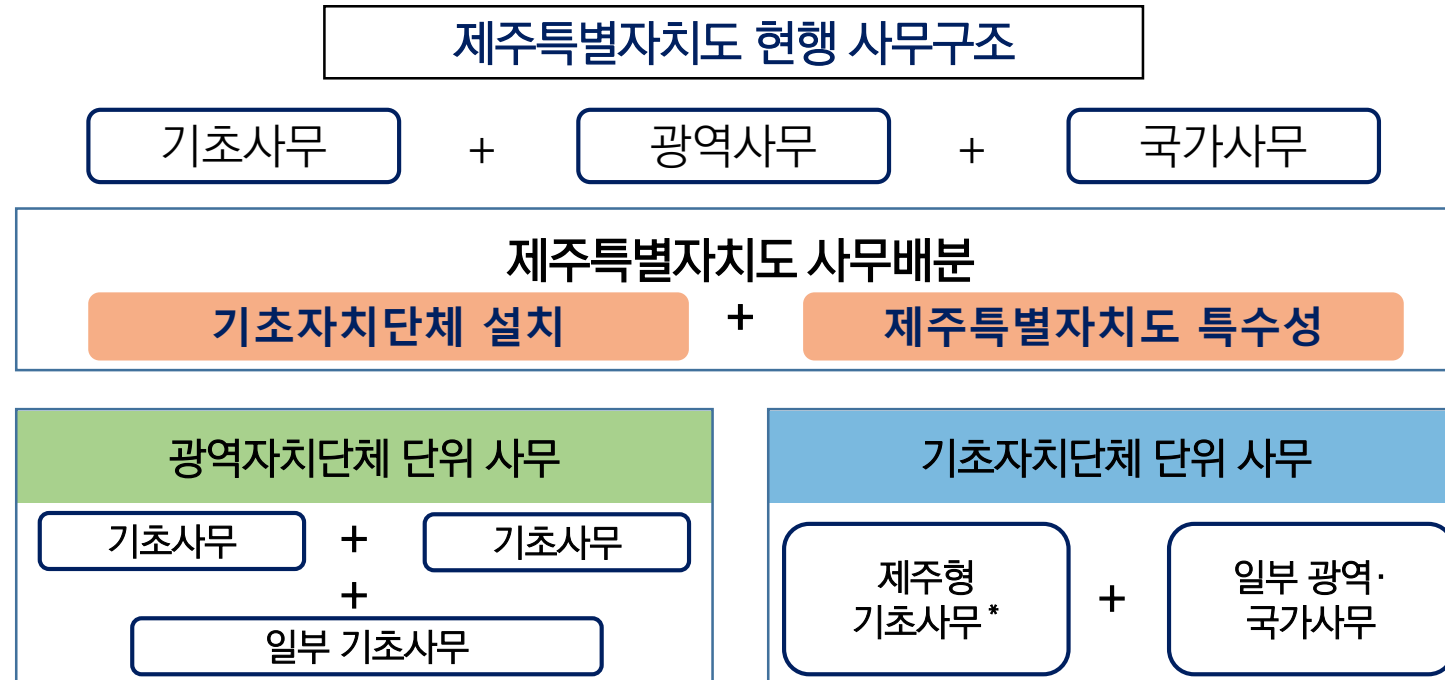 제주특별자치도 현행 사무구조
기초사무 + 광역사무 + 국가사무
제주특별자치도 사무배분
기초자치단체 설치 + 제주특별자치도 특수성
광역자치단체 단위 사무
기초사무 + 기초사무
+
일부 기초사무
기초자치단체 단위 사무
제주형
기초사무*
+
일부 광역·
국가사무